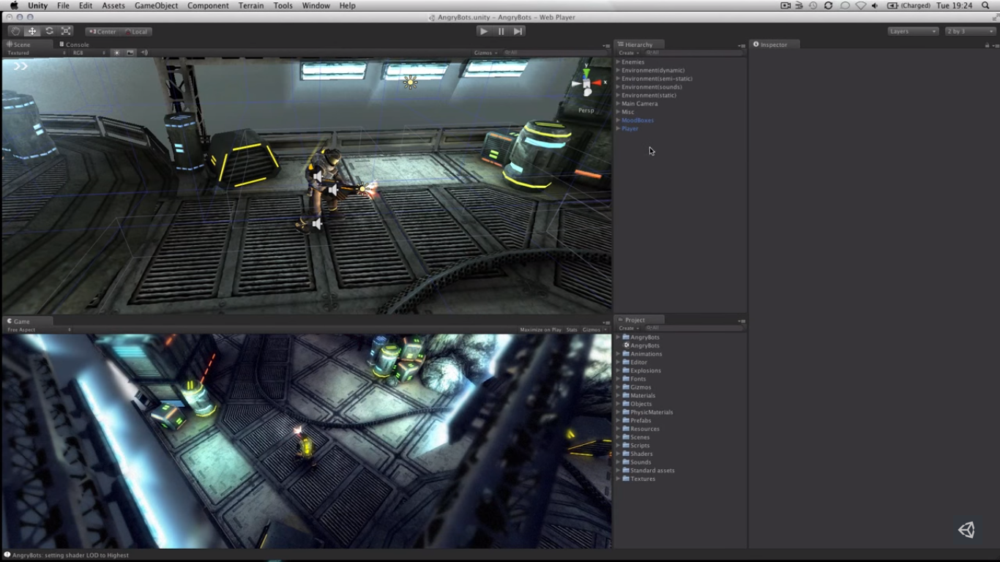 Unity File Edit Assets GameObject Component Terrain Tools Window Help (Charged) Tue 19:24
AngryBots.unity - AngryBots - Web Player
Center Local Layers 2 by 3
Scene Console
Textured RGB Gizmos All
y
x
Persp
Hierarchy
Create All
Enemies
Environment(dynamic)
Environment(semi-static)
Environment(sounds)
Environment(static)
Main Camera
Misc
MoodBoxes
Player
Inspector
Game
Free Aspect Maximize on Play Stats Gizmos
Project
Create All
AngryBots
AngryBots
Animations
Editor
Explosions
Fonts
Gizmos
Materials
Objects
PhysicMaterials
Prefabs
Resources
Scenes
Scripts
Shaders
Sounds
Standard assets
Textures
AngryBots: setting shader LOD to Highest